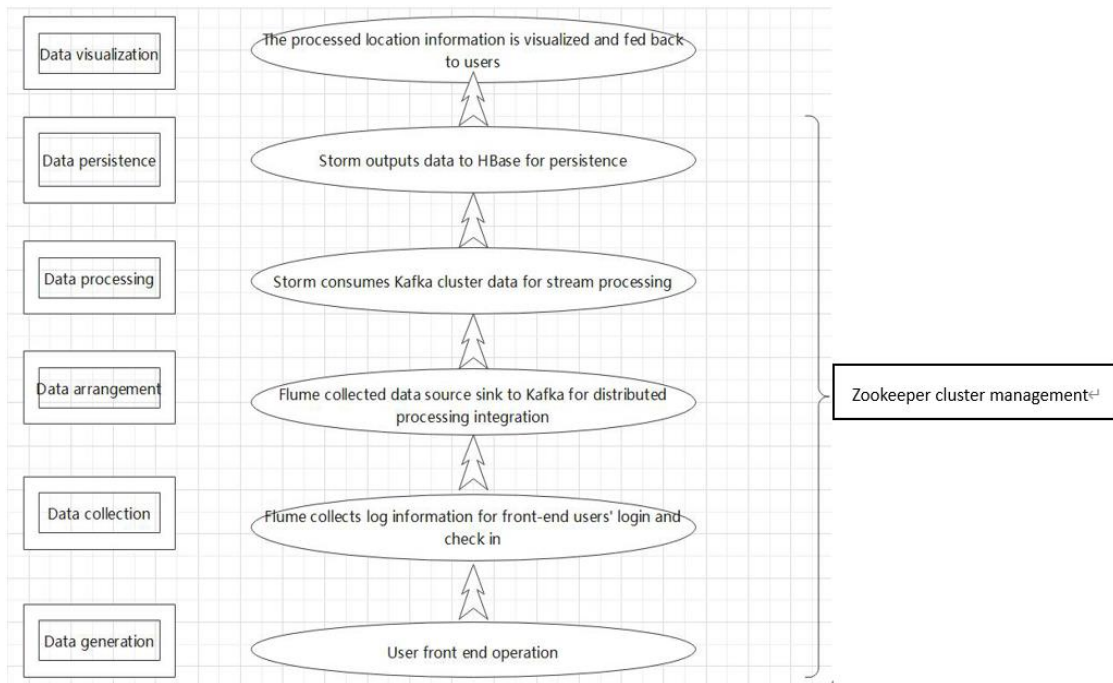 Data visualization
The processed location information is visualized and fed back
to users
Data persistence
Storm outputs data to HBase for persistence
Data processing
Storm consumes Kafka cluster data for stream processing
Data arrangement
Flume collected data source sink to Kafka for distributed
processing integration
Zookeeper cluster management↵
Data collection
Flume collects log information for front-end users' login and
check in
Data generation
User front end operation